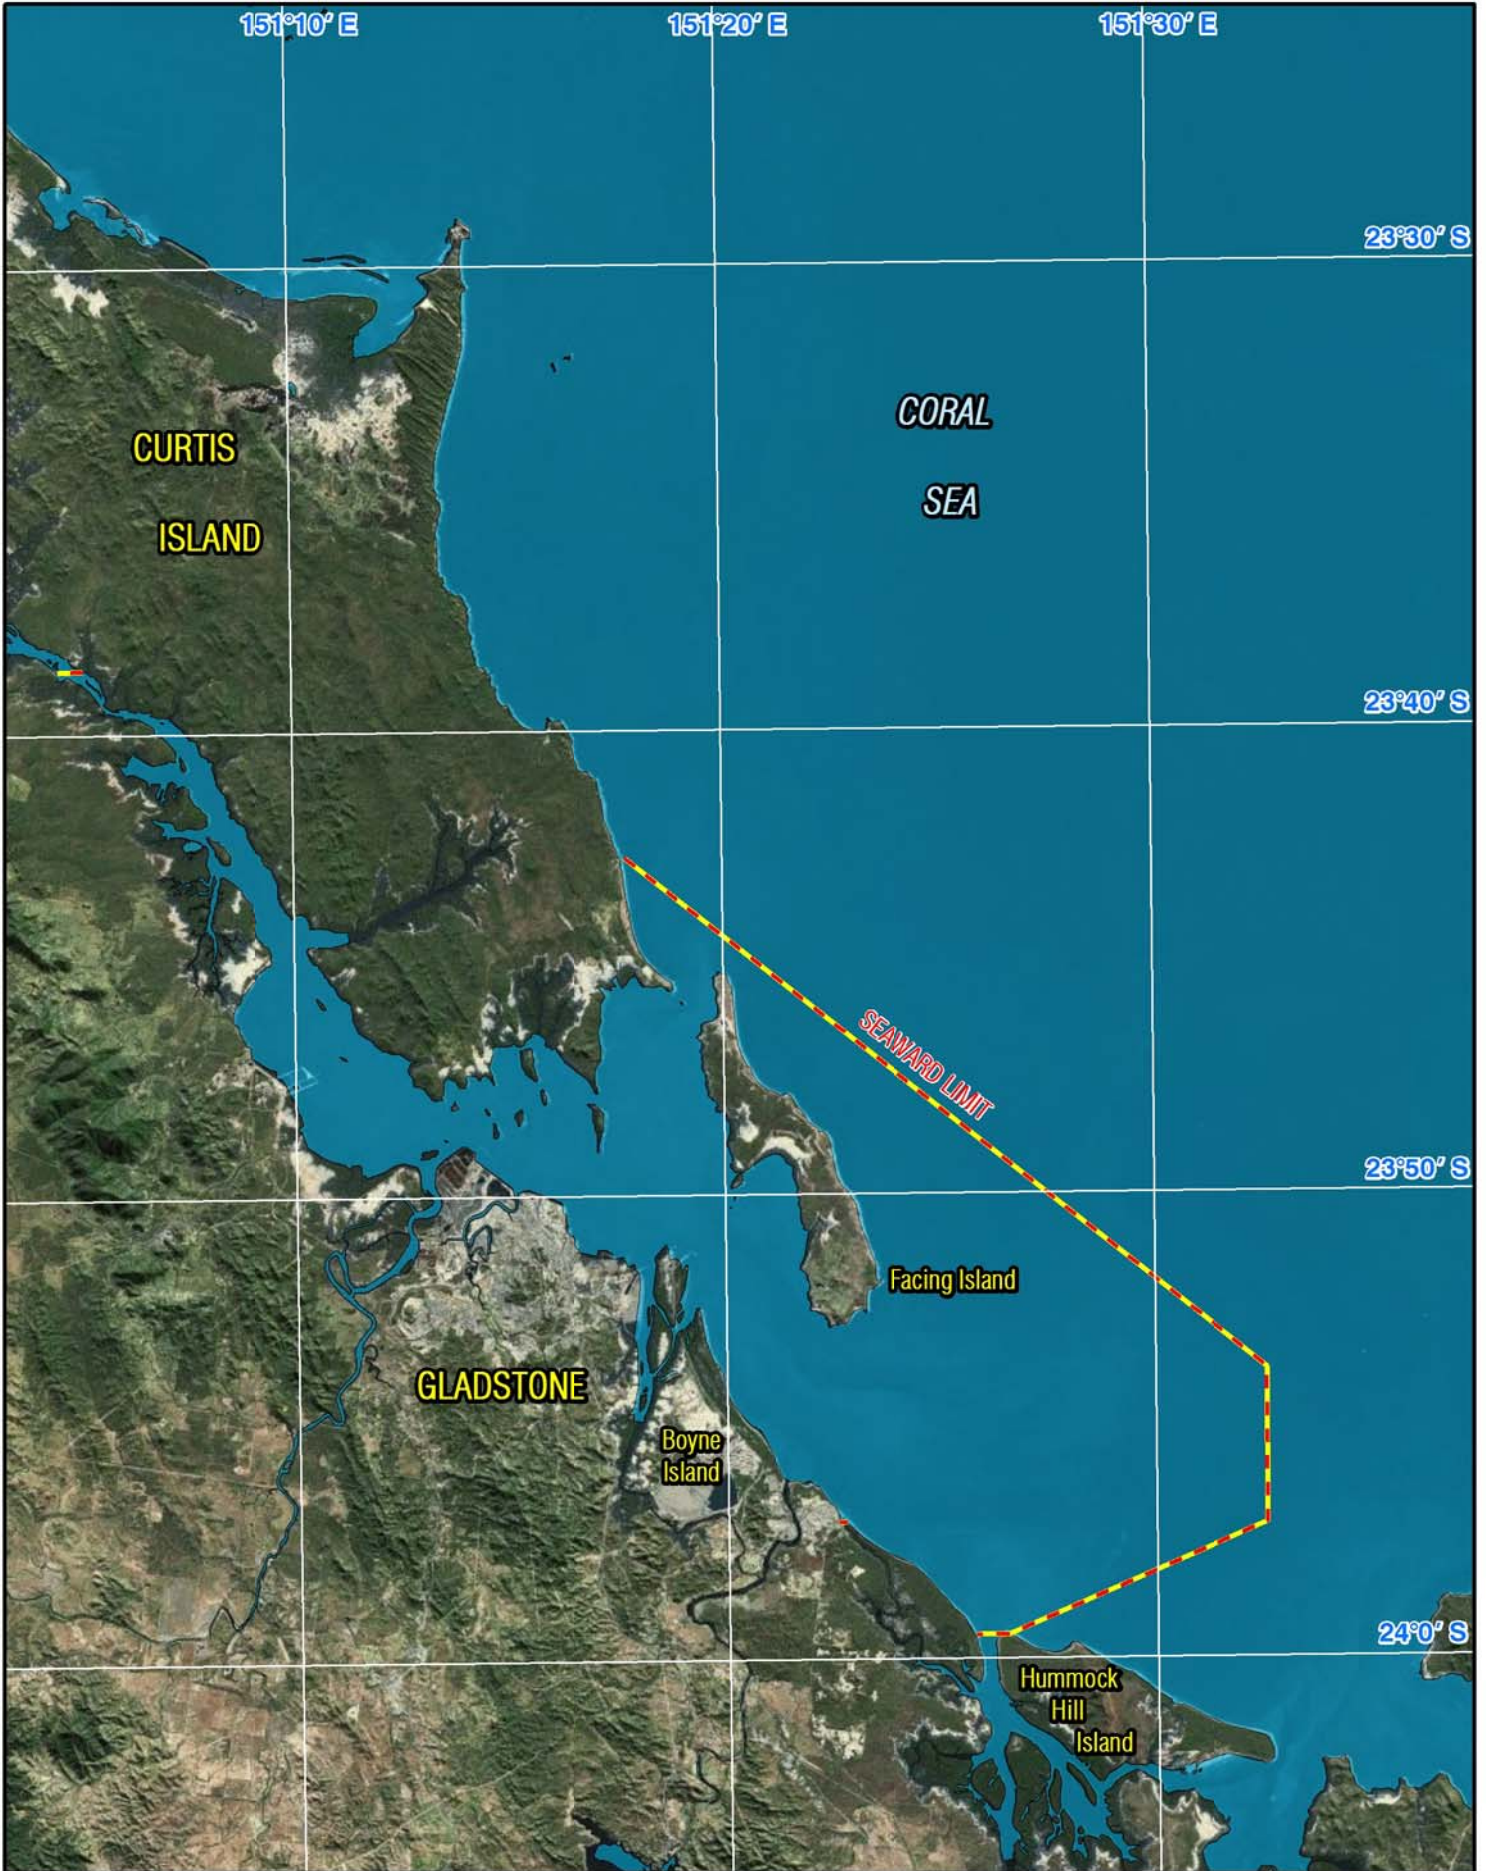 151°10' E
151°20' E
151°30' E
23°30' S
CORAL
SEA
CURTIS
ISLAND
23°40' S
SEAWARD LIMIT
23°50' S
Facing Island
GLADSTONE
Boyne
Island
24°0' S
Hummock
Hill
Island